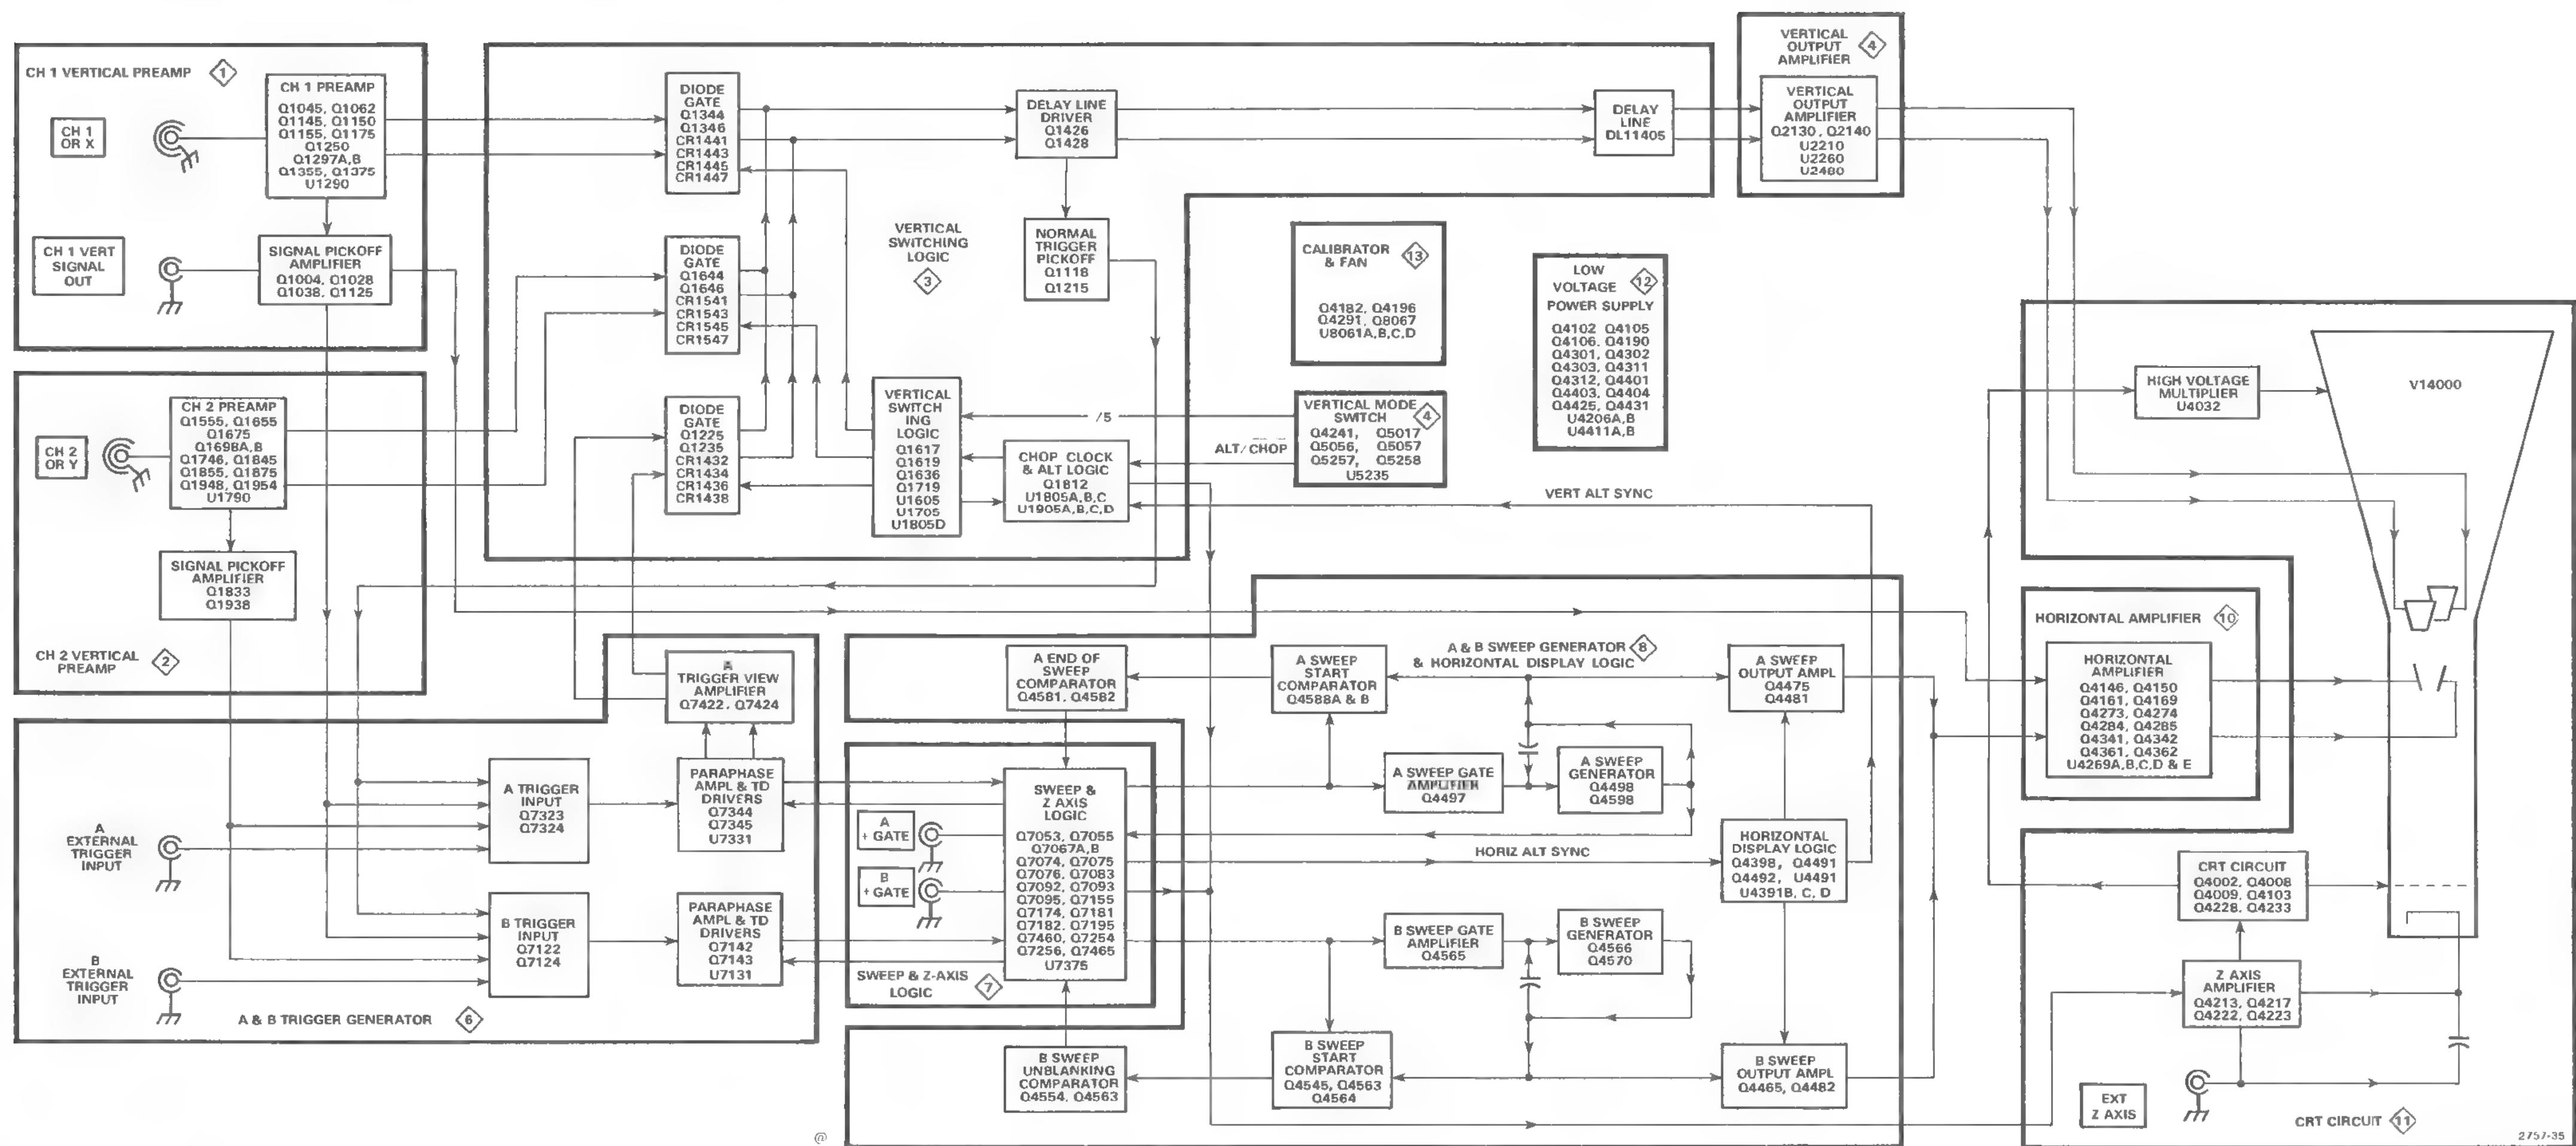 CH 1 VERTICAL PREAMP
1
CH 1
OR X
CH 1 PREAMP
Q1045, Q1062
Q1145, Q1150
Q1155, Q1175
Q1250
Q1297A,B
Q1355, Q1375
U1290
CH 1 VERT
SIGNAL
OUT
SIGNAL PICKOFF
AMPLIFIER
Q1004, Q1028
Q1038, Q1125
CH 2 PREAMP
Q1555, Q1655
Q1675
Q1698A,B
Q1746, Q1845
Q1855, Q1875
Q1948, Q1954
U1790
CH 2
OR Y
SIGNAL PICKOFF
AMPLIFIER
Q1833
Q1938
CH 2 VERTICAL
PREAMP
2
DIODE
GATE
Q1344
Q1346
CR1441
CR1443
CR1445
CR1447
DIODE
GATE
Q1644
Q1646
CR1541
CR1543
CR1545
CR1547
DIODE
GATE
Q1225
Q1235
CR1432
CR1434
CR1436
CR1438
VERTICAL
SWITCHING
LOGIC
3
DELAY LINE
DRIVER
Q1426
Q1428
NORMAL
TRIGGER
PICKOFF
Q1118
Q1215
DELAY
LINE
DL11405
VERTICAL
SWITCH
ING
LOGIC
Q1617
Q1619
Q1636
Q1719
U1605
U1705
U1805D
CHOP CLOCK
& ALT LOGIC
Q1812
U1805A,B,C
U1905A,B,C,D
VERTICAL
OUTPUT
AMPLIFIER
4
VERTICAL
OUTPUT
AMPLIFIER
Q2130, Q2140
U2210
U2260
U2480
CALIBRATOR
& FAN
13
Q4182, Q4196
Q4291, Q8067
U8061A,B,C,D
LOW
VOLTAGE
12
POWER SUPPLY
Q4102 Q4105
Q4106, Q4190
Q4301, Q4302
Q4303, Q4311
Q4312, Q4401
Q4403, Q4404
Q4425, Q4431
U4206A,B
U4411A,B
VERTICAL MODE
SWITCH
4
Q4241, Q5017
Q5056, Q5057
Q5257, Q5258
U5235
/5
ALT/CHOP
VERT ALT SYNC
HIGH VOLTAGE
MULTIPLIER
U4032
V14000
HORIZONTAL AMPLIFIER
10
HORIZONTAL
AMPLIFIER
Q4146, Q4150
Q4161, Q4169
Q4273, Q4274
Q4284, Q4285
Q4341, Q4342
Q4361, Q4362
U4269A,B,C,D & E
A
TRIGGER VIEW
AMPLIFIER
Q7422, Q7424
A
EXTERNAL
TRIGGER
INPUT
A TRIGGER
INPUT
Q7323
Q7324
PARAPHASE
AMPL & TD
DRIVERS
Q7344
Q7345
U7331
B
EXTERNAL
TRIGGER
INPUT
B TRIGGER
INPUT
Q7122
Q7124
PARAPHASE
AMPL & TD
DRIVERS
Q7142
Q7143
U7131
A & B TRIGGER GENERATOR
6
A END OF
SWEEP
COMPARATOR
Q4581, Q4582
A
+ GATE
B
+ GATE
SWEEP &
Z AXIS
LOGIC
Q7053, Q7055
Q7067A,B
Q7074, Q7075
Q7076, Q7083
Q7092, Q7093
Q7095, Q7155
Q7174, Q7181
Q7182, Q7195
Q7460, Q7254
Q7256, Q7465
U7375
SWEEP & Z-AXIS
LOGIC
7
B SWEEP
UNBLANKING
COMPARATOR
Q4554, Q4563
A SWEEP
START
COMPARATOR
Q4588A & B
A & B SWEEP GENERATOR
& HORIZONTAL DISPLAY LOGIC
8
A SWEEP
OUTPUT AMPL
Q4475
Q4481
A SWEEP GATE
AMPLIFIER
Q4497
A SWEEP
GENERATOR
Q4498
Q4598
HORIZ ALT SYNC
HORIZONTAL
DISPLAY LOGIC
Q4398, Q4491
Q4492, U4491
U4391B, C, D
B SWEEP GATE
AMPLIFIER
Q4565
B SWEEP
GENERATOR
Q4566
Q4570
B SWEEP
START
COMPARATOR
Q4545, Q4563
Q4564
B SWEEP
OUTPUT AMPL
Q4465, Q4482
CRT CIRCUIT
Q4002, Q4008
Q4009, Q4103
Q4228, Q4233
Z AXIS
AMPLIFIER
Q4213, Q4217
Q4222, Q4223
EXT
Z AXIS
CRT CIRCUIT
11
@
2757-35